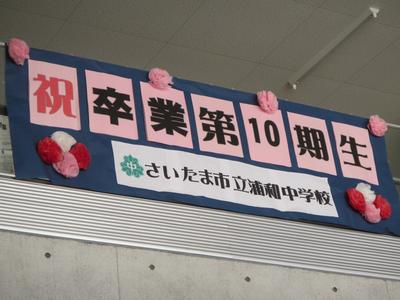 祝卒業第10期生
中 さいたま市立浦和中学校